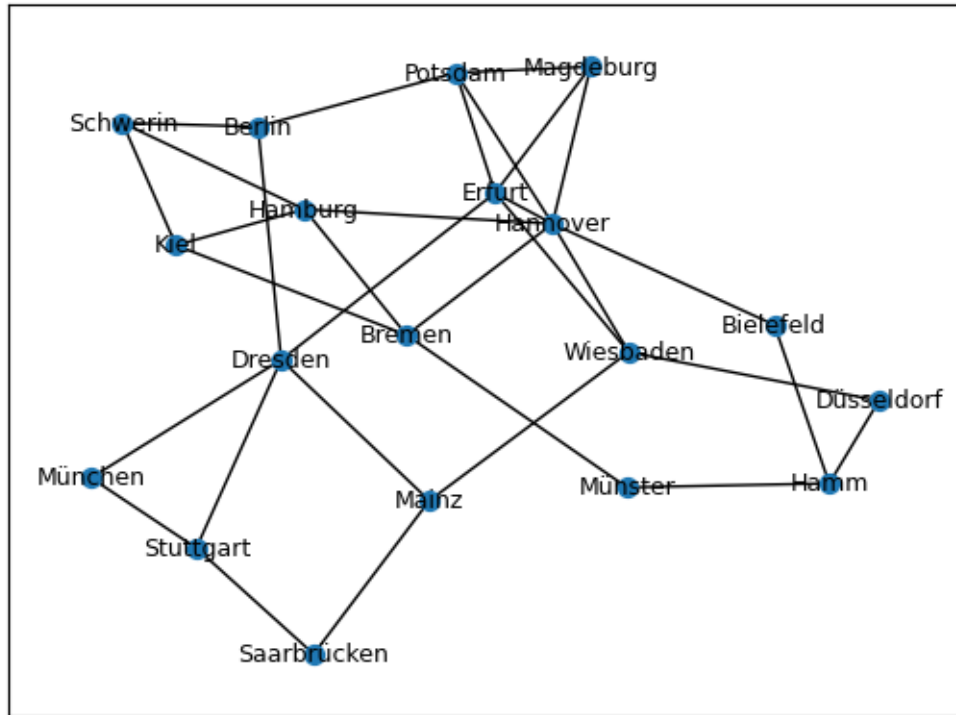 Potsdam
Magdeburg
Schwerin
Berlin
Erfurt
Hamburg
Hannover
Kiel
Bremen
Bielefeld
Wiesbaden
Dresden
Düsseldorf
München
Mainz
Münster
Hamm
Stuttgart
Saarbrücken